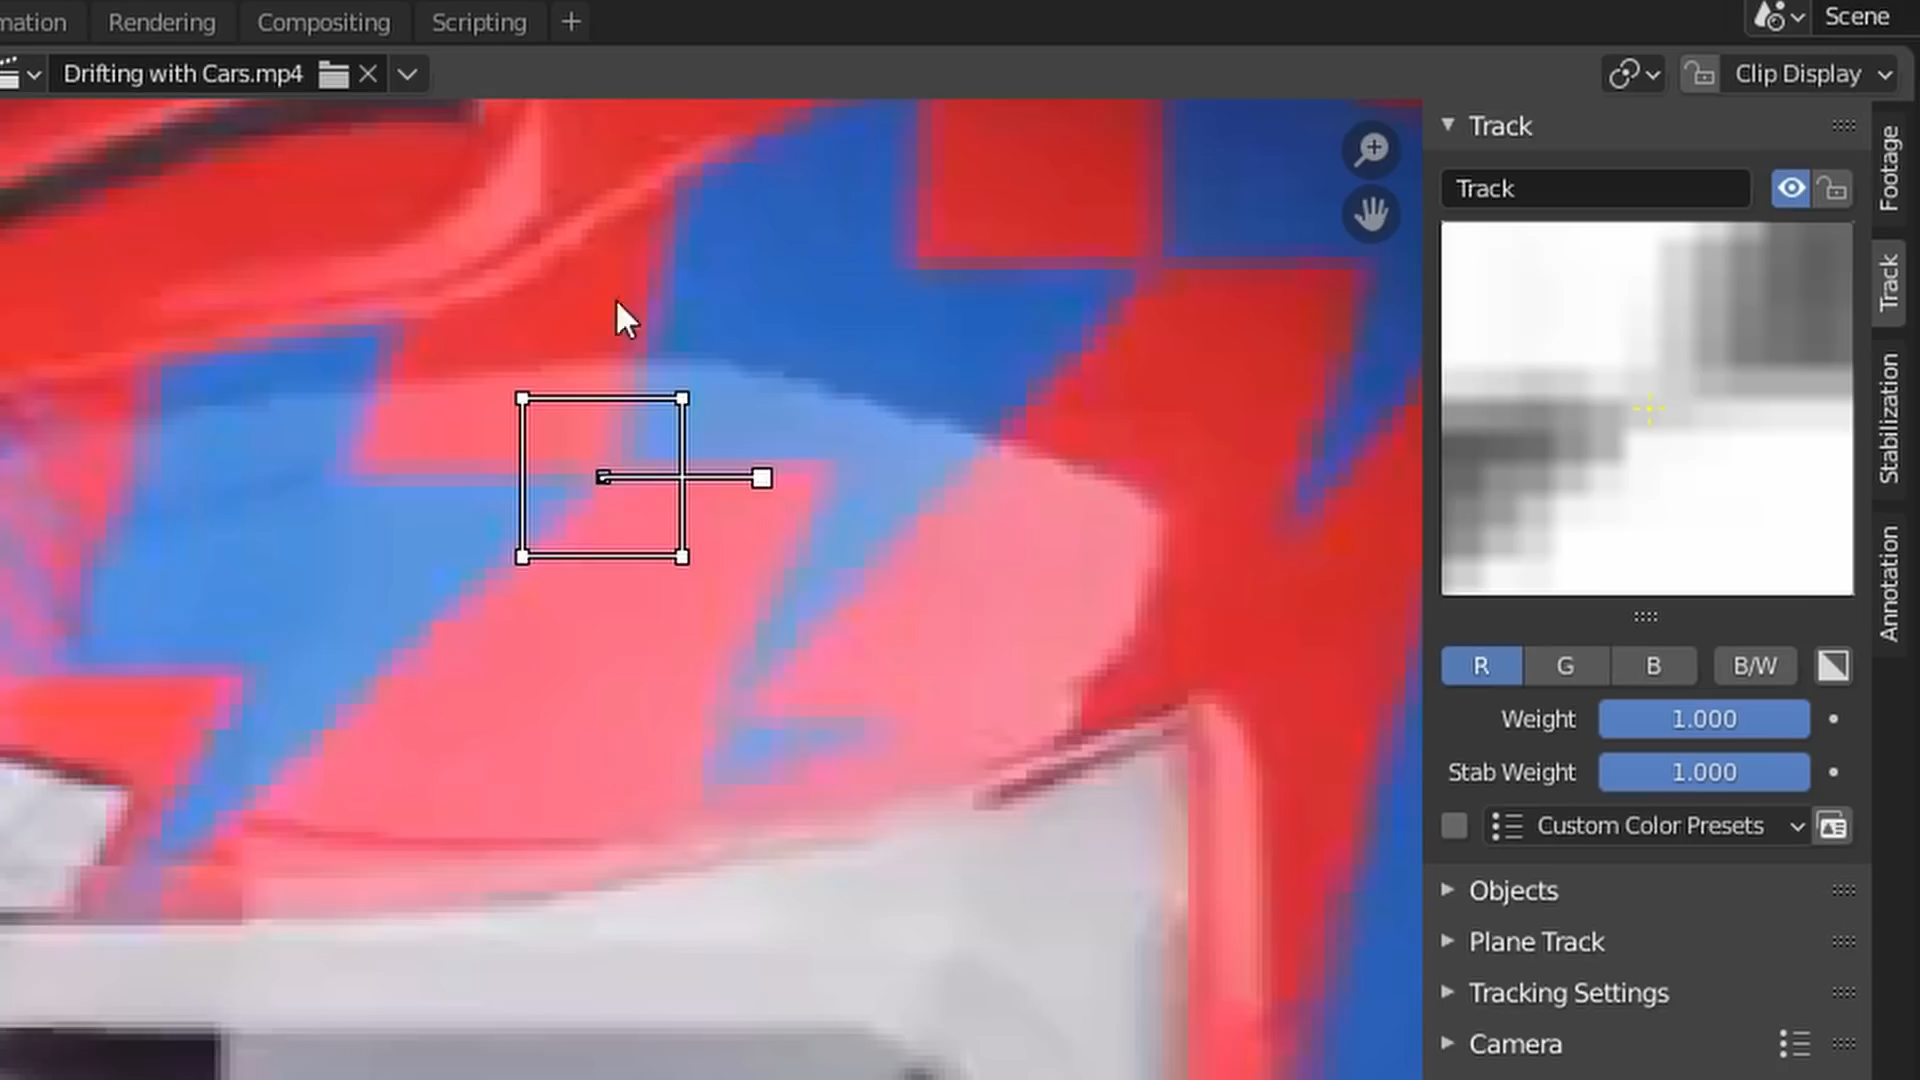 mation Rendering Compositing Scripting +
Scene
Drifting with Cars.mp4
Clip Display
Track
Track
R G B B/W
Weight 1.000
Stab Weight 1.000
Custom Color Presets
Objects
Plane Track
Tracking Settings
Camera
Footage
Track
Stabilization
Annotation